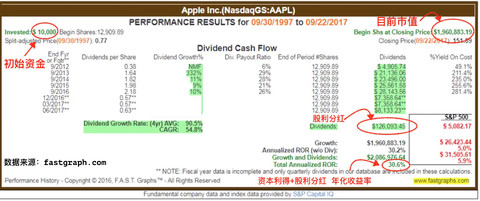 Apple Inc.(NasdaqGS:AAPL)
PERFORMANCE RESULTS for 09/30/1997 to 09/22/2017
目前市值
Invested: $ 10,000 Begin Shares: 12,909.89
Begin Shs at Closing Price: $1,960,883.19
Split-adjusted Price(09/30/1997) 0.77
Closing Price(09/22/2017) 151.89
初始资金
Dividend Cash Flow
End Fyr
Dividends per Share Dividend Growth% Div. Payout Ratio End of Period #Shares Dividends %Yield On Cost
9/2012 0.38 NMF 6% 12,909.89 $ 4,905.74 49.1%
9/2013 1.64 332% 29% 12,909.89 $ 21,136.06 211.4%
9/2014 1.82 11% 28% 12,909.89 $ 23,496.00 235.0%
9/2015 1.98 9% 21% 12,909.89 $ 25,561.58 255.6%
9/2016 2.18 10% 26% 12,909.89 $ 28,143.56 281.4%
12/2016** 0.57** 12,909.89 $7,358.64**
03/2017** 0.57** 12,909.89 $7,358.64**
06/2017** 0.63** 12,909.89 $8,133.23**
股利分红
S&P 500
Dividend Growth Rate: (4yr) AVG: 90.5%
Dividends: $126,093.45
$ 5,082.17
CAGR: 54.8%
Growth: $1,960,883.19 $ 26,423.44
Annualized ROR (w/o Div): 30.2% 5.0%
数据来源：fastgraph.com
Growth and Dividends: $2,086,976.64 $ 31,505.61
Total Annualized ROR: 30.6% 5.9%
** NOTE: Fiscal year data is incomplete and only quarterly dividends in our database are included in these calculations.
Performance History - Copyright © 2016, F.A.S.T. Graphs™ - All Rights Reserved
资本利得+股利分红 年化收益率
www.fastgraphs.com
Fundamental company data and index data provided by S&P Capital IQ